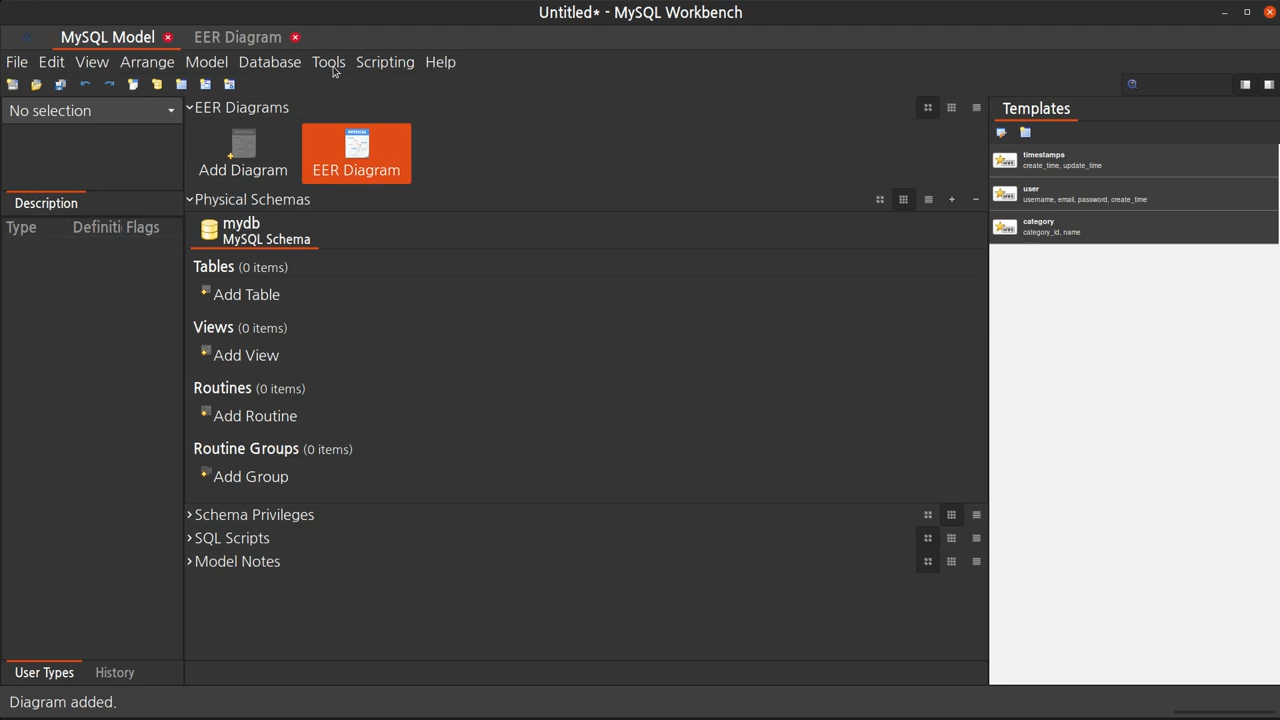 Untitled* - MySQL Workbench
MySQL Model
EER Diagram
File Edit View Arrange Model Database Tools Scripting Help
No selection
Description
Type Definiti Flags
User Types History
EER Diagrams
Add Diagram
EER Diagram
Physical Schemas
mydb
MySQL Schema
Tables (0 items)
Add Table
Views (0 items)
Add View
Routines (0 items)
Add Routine
Routine Groups (0 items)
Add Group
Schema Privileges
SQL Scripts
Model Notes
Templates
timestamps
create_time, update_time
user
username, email, password, create_time
category
category_id, name
Diagram added.